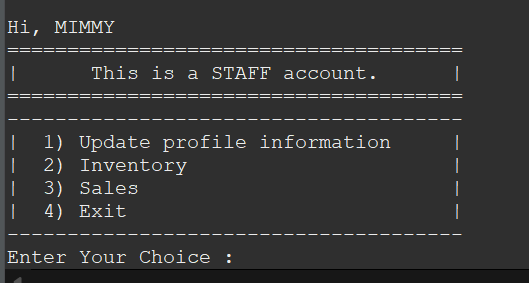 Hi, MIMMY
======================================
|      This is a STAFF account.      |
======================================
--------------------------------------
|  1) Update profile information     |
|  2) Inventory                      |
|  3) Sales                          |
|  4) Exit                           |
--------------------------------------
Enter Your Choice :